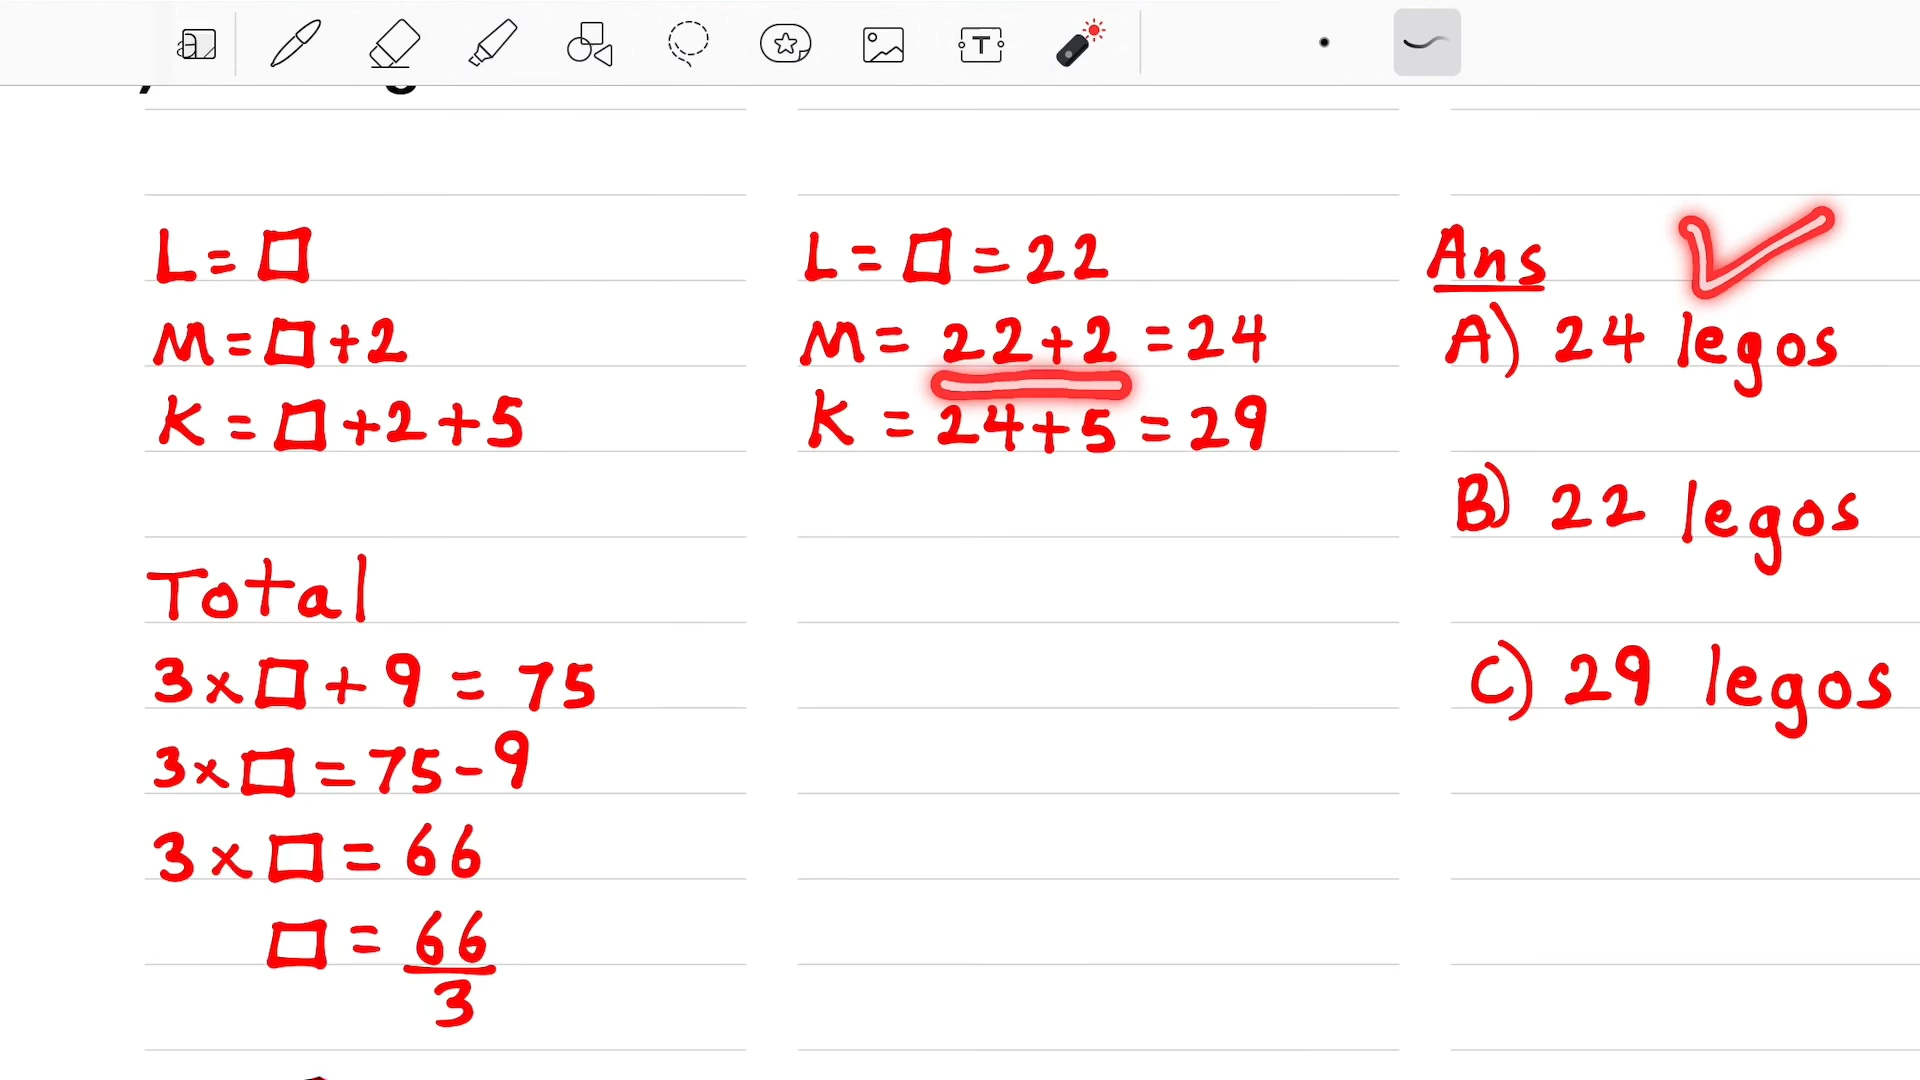 L = □
M = □ + 2
K = □ + 2 + 5
Total
3 x □ + 9 = 75
3 x □ = 75 - 9
3 x □ = 66
□ = 66
3
L = □ = 22
M = 22 + 2 = 24
K = 24 + 5 = 29
Ans
A) 24 legos
B) 22 legos
C) 29 legos